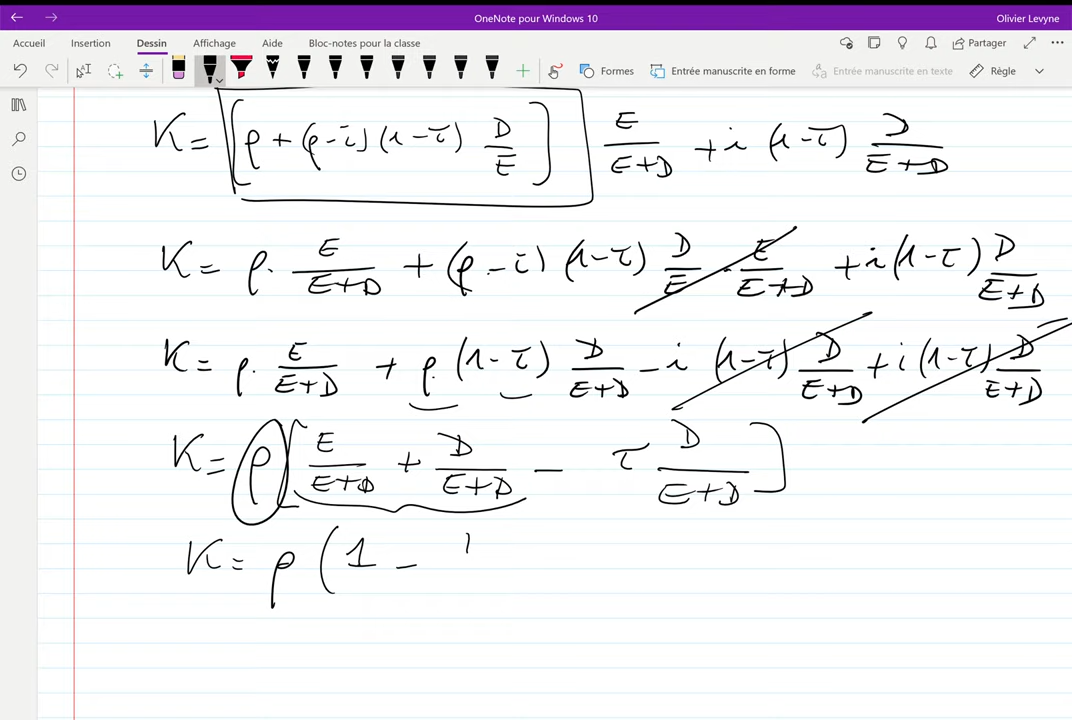 OneNote pour Windows 10
Olivier Levyne
Accueil Insertion Dessin Affichage Aide Bloc-notes pour la classe
Partager
Formes Entrée manuscrite en forme Entrée manuscrite en texte Règle
K = [ρ + (ρ - i)(1 - τ) D/E] E/(E+D) + i (1 - τ) D/(E+D)
K = ρ. E/(E+D) + (ρ - i)(1 - τ) D/E . E/(E+D) + i (1 - τ) D/(E+D)
K = ρ. E/(E+D) + ρ (1 - τ) D/(E+D) - i (1 - τ) D/(E+D) + i (1 - τ) D/(E+D)
K = ρ [E/(E+D) + D/(E+D) - τ D/(E+D)]
K = ρ (1 -